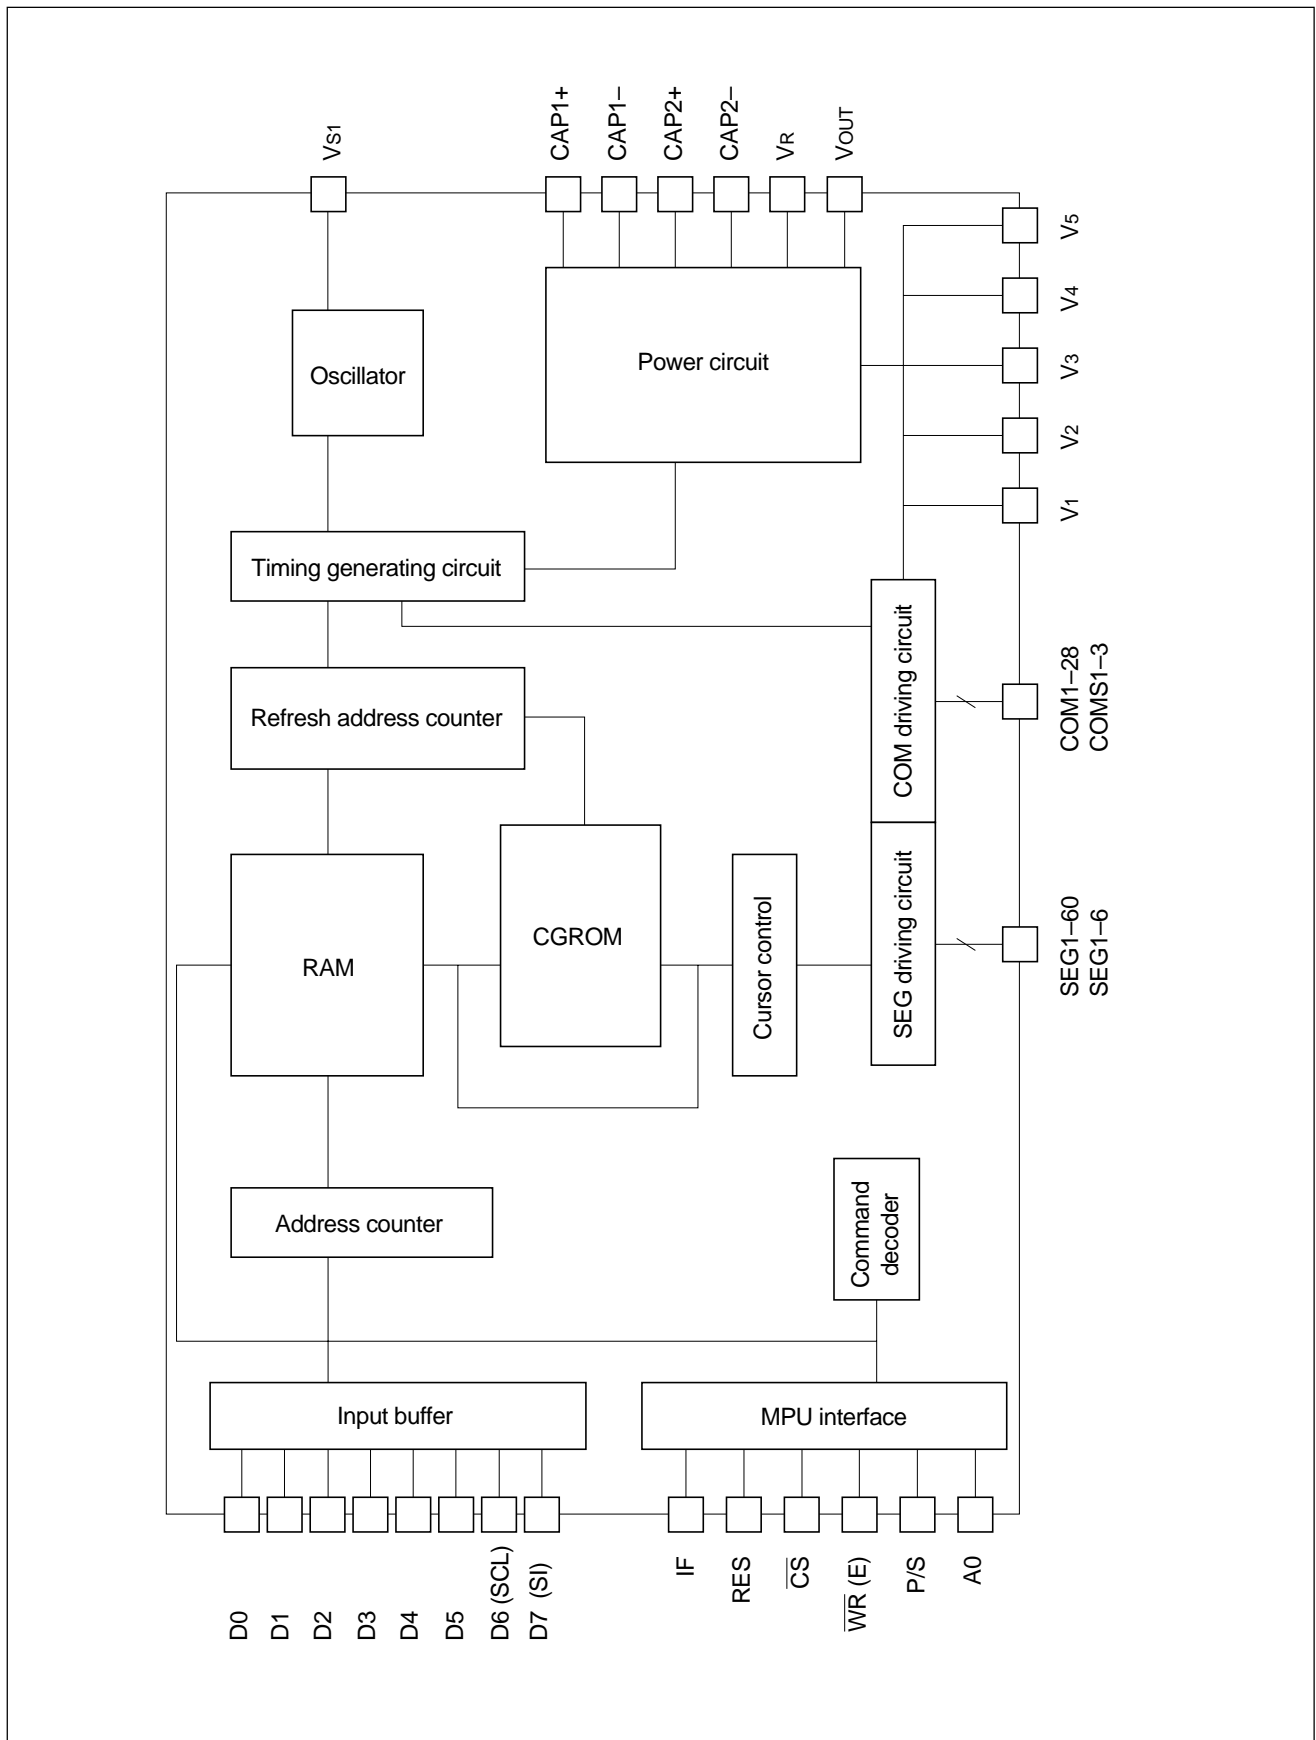 VS1
CAP1+
CAP1–
CAP2+
CAP2–
VR
VOUT
V5
V4
V3
V2
V1
Oscillator
Power circuit
Timing generating circuit
Refresh address counter
COM driving circuit
COM1–28
COMS1–3
RAM
CGROM
Cursor control
SEG driving circuit
SEG1–60
SEG1–6
Address counter
Command
decoder
Input buffer
MPU interface
D0
D1
D2
D3
D4
D5
D6 (SCL)
D7 (SI)
IF
RES
C̅S̅
W̅R̅ (E)
P/S
A0